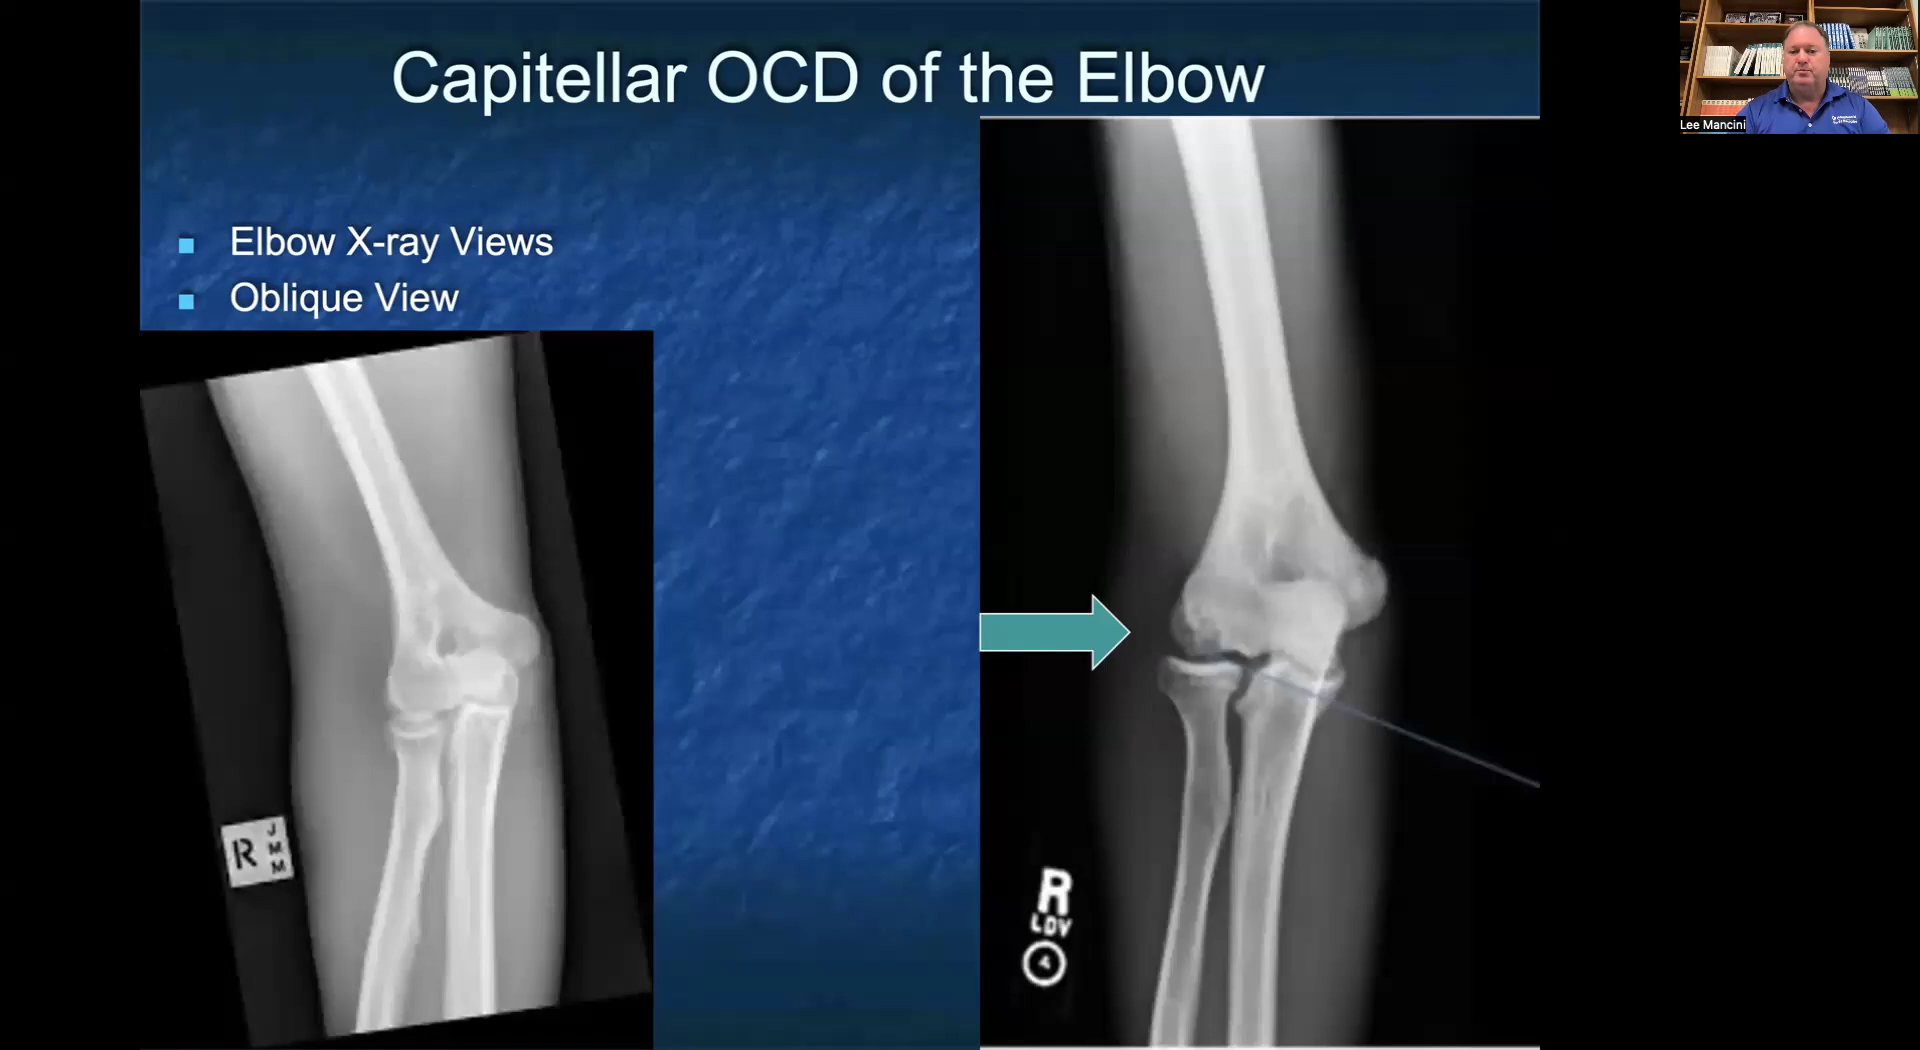 Capitellar OCD of the Elbow
Elbow X-ray Views
Oblique View
R
J
M
M
R
LDV
4
Lee Mancini